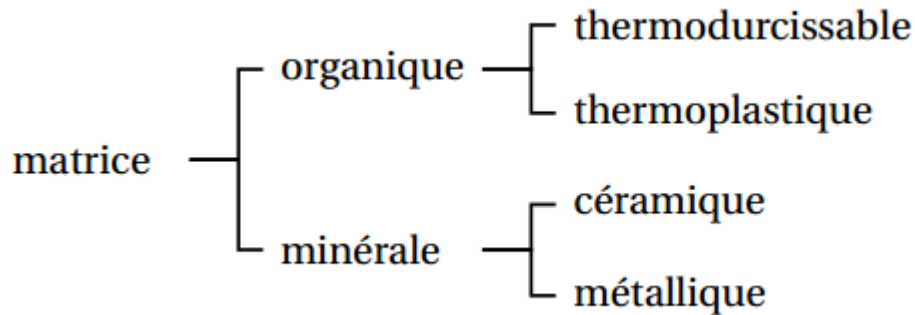 thermodurcissable
organique
thermoplastique
matrice
céramique
minérale
métallique